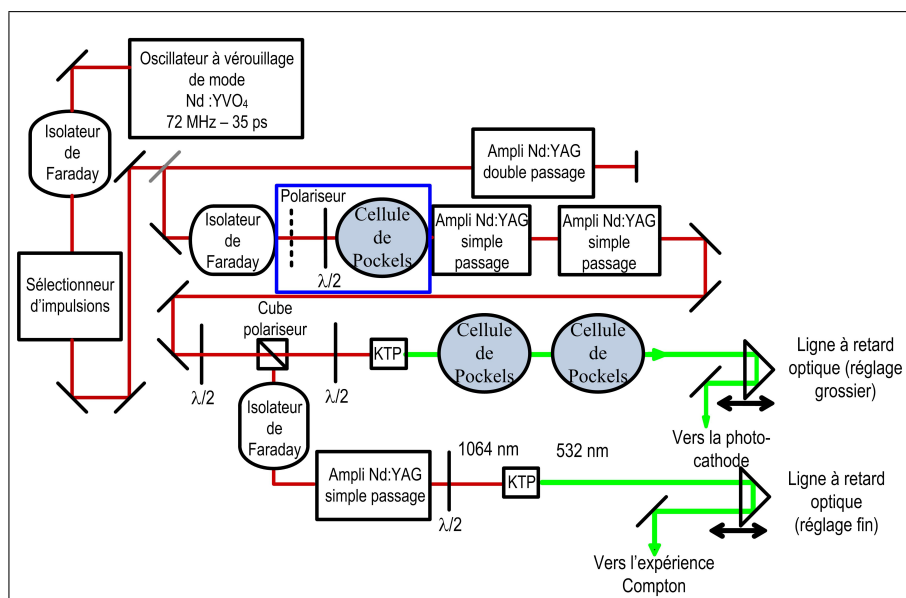 Oscillateur à vérouillage
de mode
Nd :YVO₄
72 MHz – 35 ps
Isolateur
de
Faraday
Ampli Nd:YAG
double passage
Polariseur
Isolateur
de
Faraday
λ/2
Cellule
de
Pockels
Ampli Nd:YAG
simple
passage
Ampli Nd:YAG
simple
passage
Sélectionneur
d'impulsions
Cube
polariseur
λ/2
λ/2
KTP
Cellule
de
Pockels
Cellule
de
Pockels
Ligne à retard
optique (réglage
grossier)
Vers la photo-
cathode
Isolateur
de
Faraday
Ampli Nd:YAG
simple passage
λ/2
1064 nm
KTP
532 nm
Ligne à retard
optique
(réglage fin)
Vers l'expérience
Compton